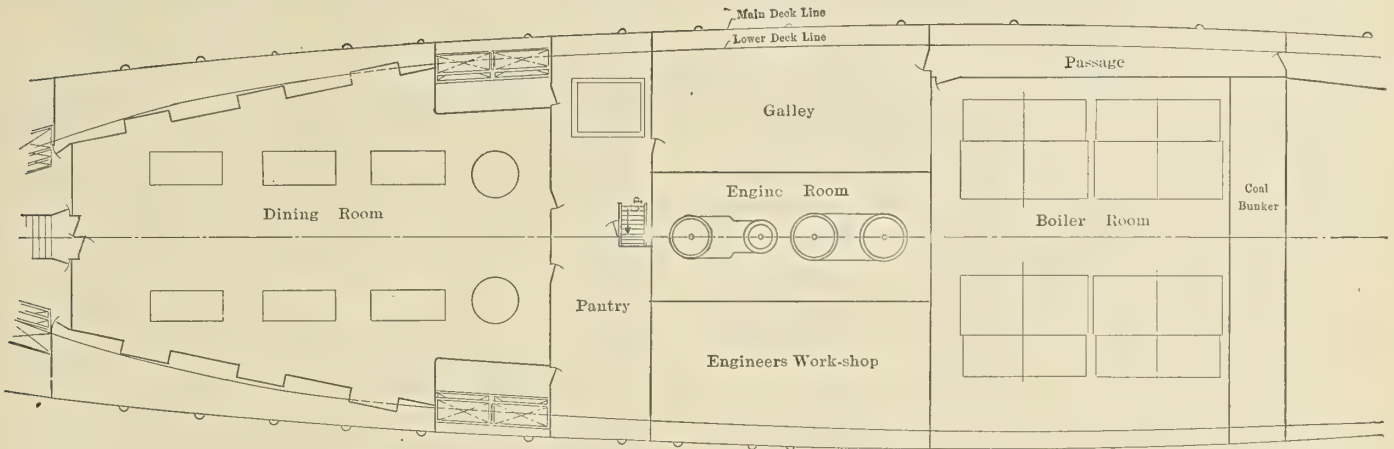 Main Deck Line
Lower Deck Line
Passage
Galley
Engine Room
Dining Room
Boiler Room
Coal
Bunker
Pantry
Engineers Work-shop